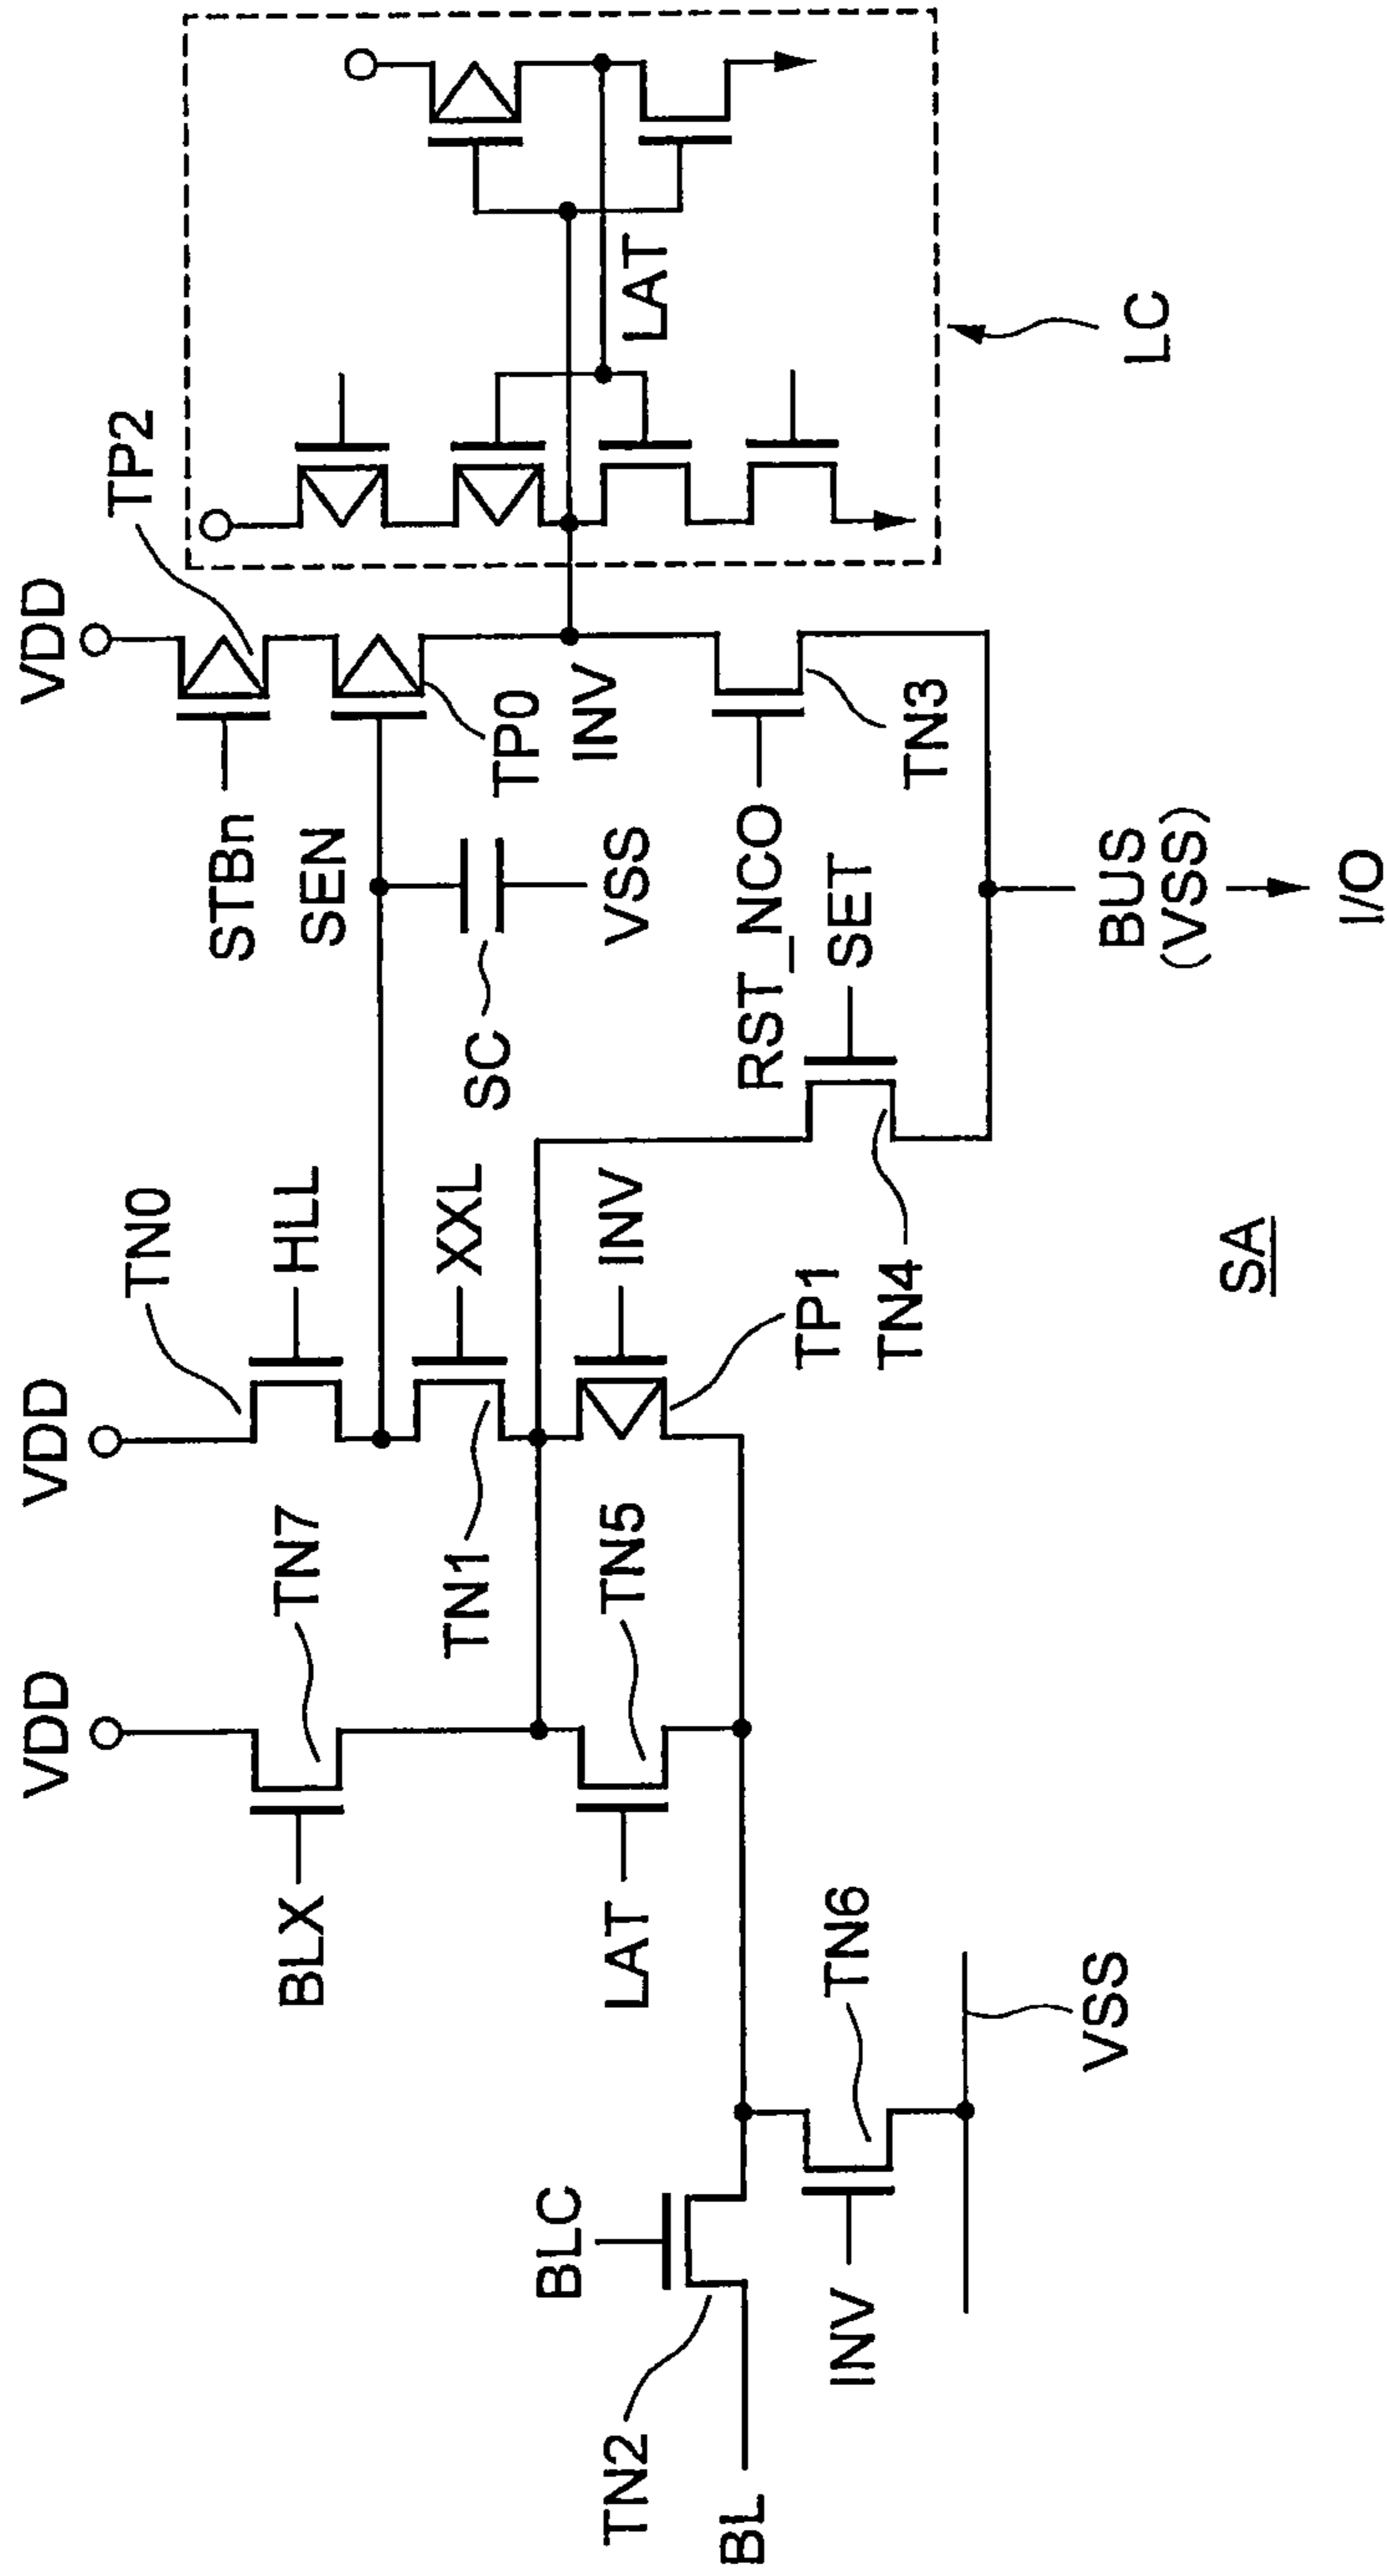 VDD
VDD
VDD
TP2
TN0
BLX
TN7
HLL
STBn
SEN
TN1
XXL
SC
TP0
BLC
LAT
TN5
INV
VSS
INV
LAT
TN2
BL
RST_NCO
INV
TN6
TP1
SET
TN4
TN3
VSS
BUS
(VSS)
LC
SA
I/O